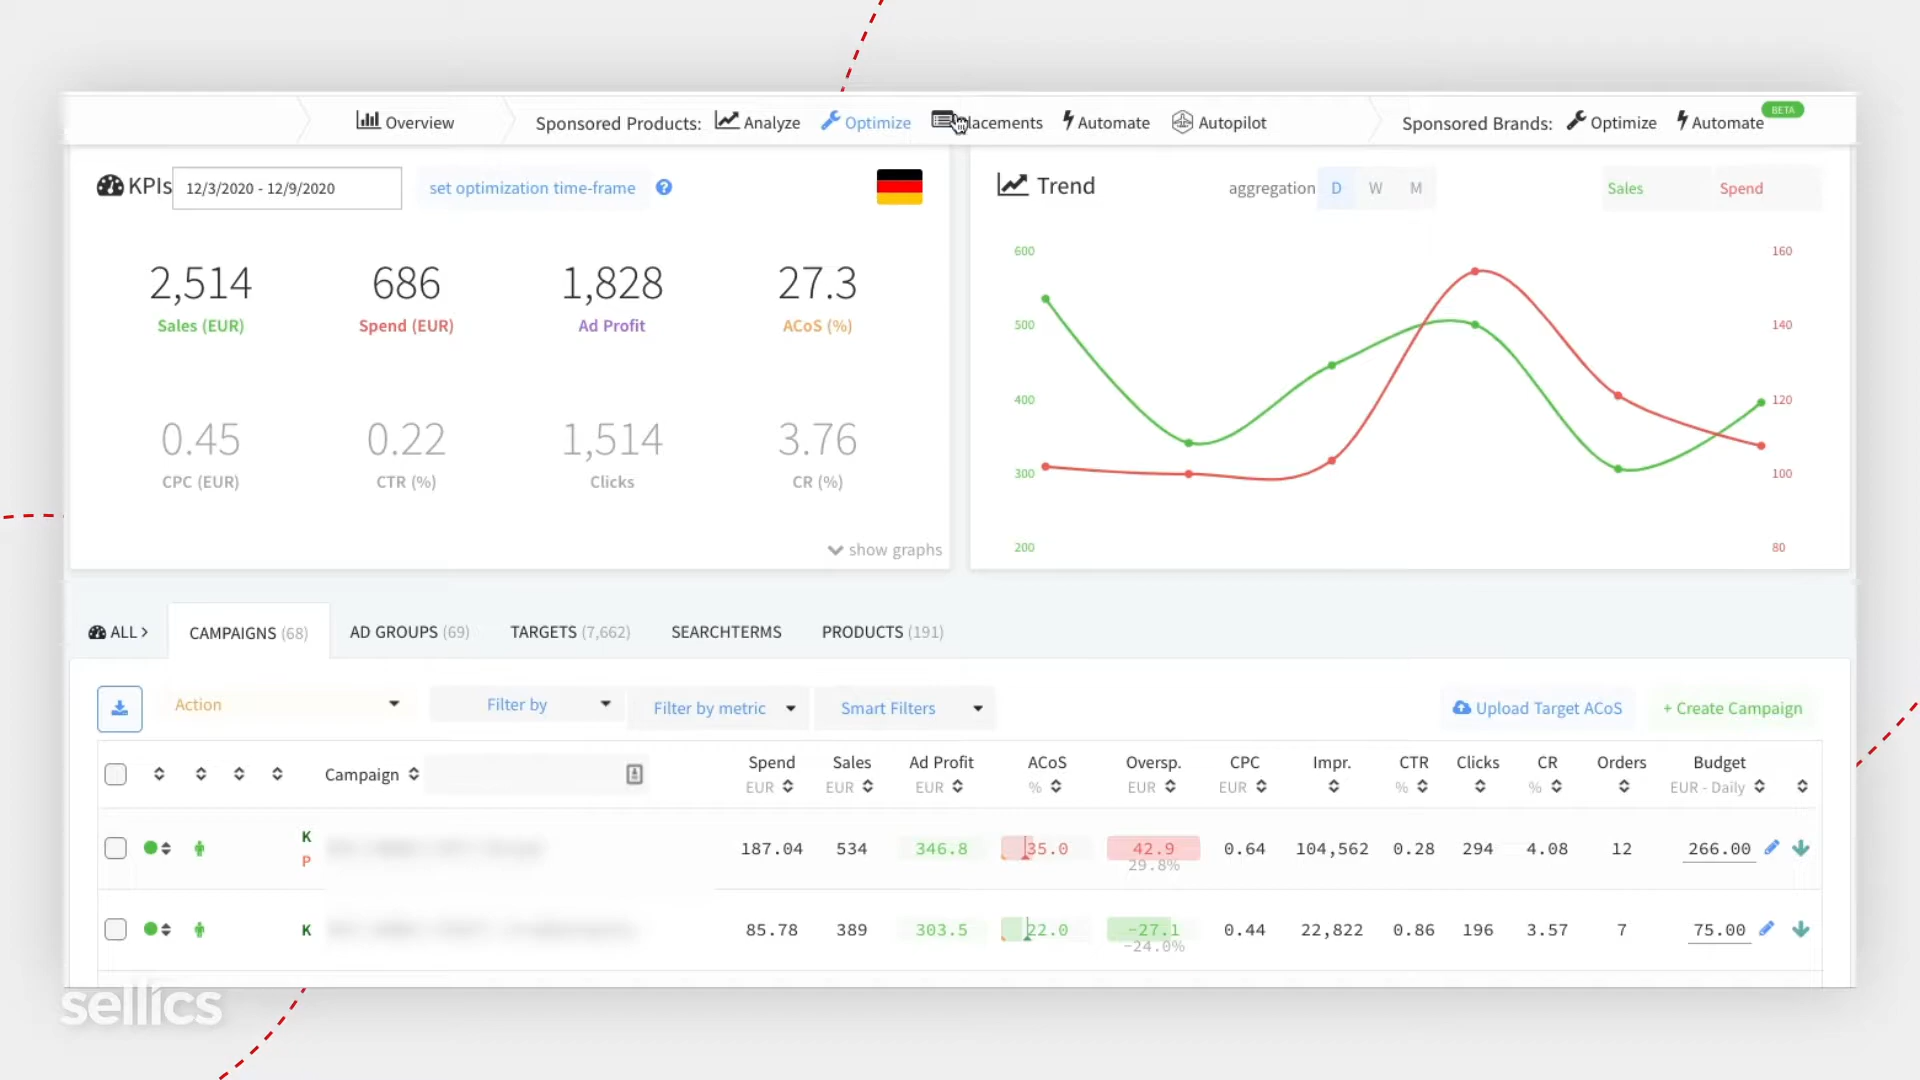 Overview
Sponsored Products: Analyze Optimize lacements Automate Autopilot
Sponsored Brands: Optimize Automate BETA
KPIs 12/3/2020 - 12/9/2020 set optimization time-frame ?
2,514 686 1,828 27.3
Sales (EUR) Spend (EUR) Ad Profit ACoS (%)
0.45 0.22 1,514 3.76
CPC (EUR) CTR (%) Clicks CR (%)
show graphs
Trend aggregation D W M Sales Spend
600 160
500 140
400 120
300 100
200 80
ALL > CAMPAIGNS (68) AD GROUPS (69) TARGETS (7,662) SEARCHTERMS PRODUCTS (191)
Action Filter by Filter by metric Smart Filters Upload Target ACoS + Create Campaign
Campaign Spend Sales Ad Profit ACoS Oversp. CPC Impr. CTR Clicks CR Orders Budget
EUR EUR EUR % EUR EUR % % EUR - Daily
K
P
187.04 534 346.8 35.0 42.9 0.64 104,562 0.28 294 4.08 12 266.00
29.8%
K 85.78 389 303.5 22.0 -27.1 0.44 22,822 0.86 196 3.57 7 75.00
-24.0%
sellics